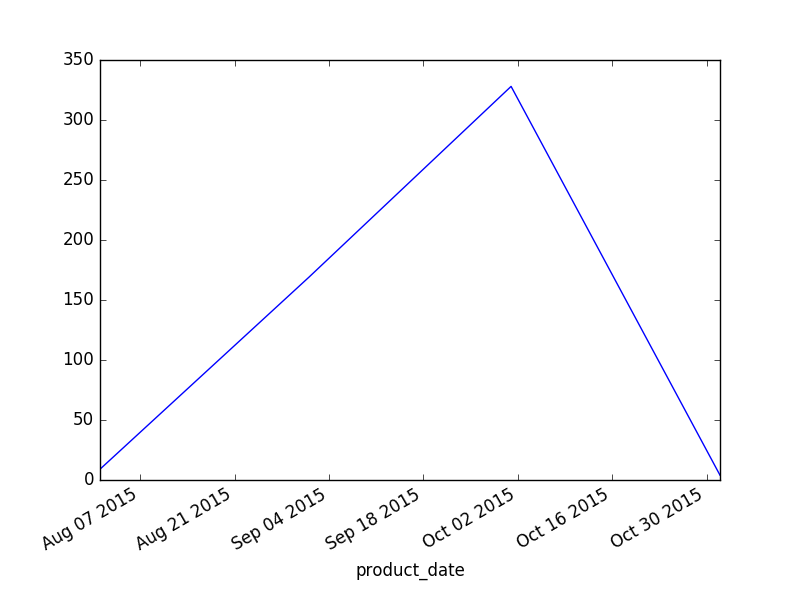 350
300
250
200
150
100
50
0
Aug 07 2015
Aug 21 2015
Sep 04 2015
Sep 18 2015
Oct 02 2015
Oct 16 2015
Oct 30 2015
product_date